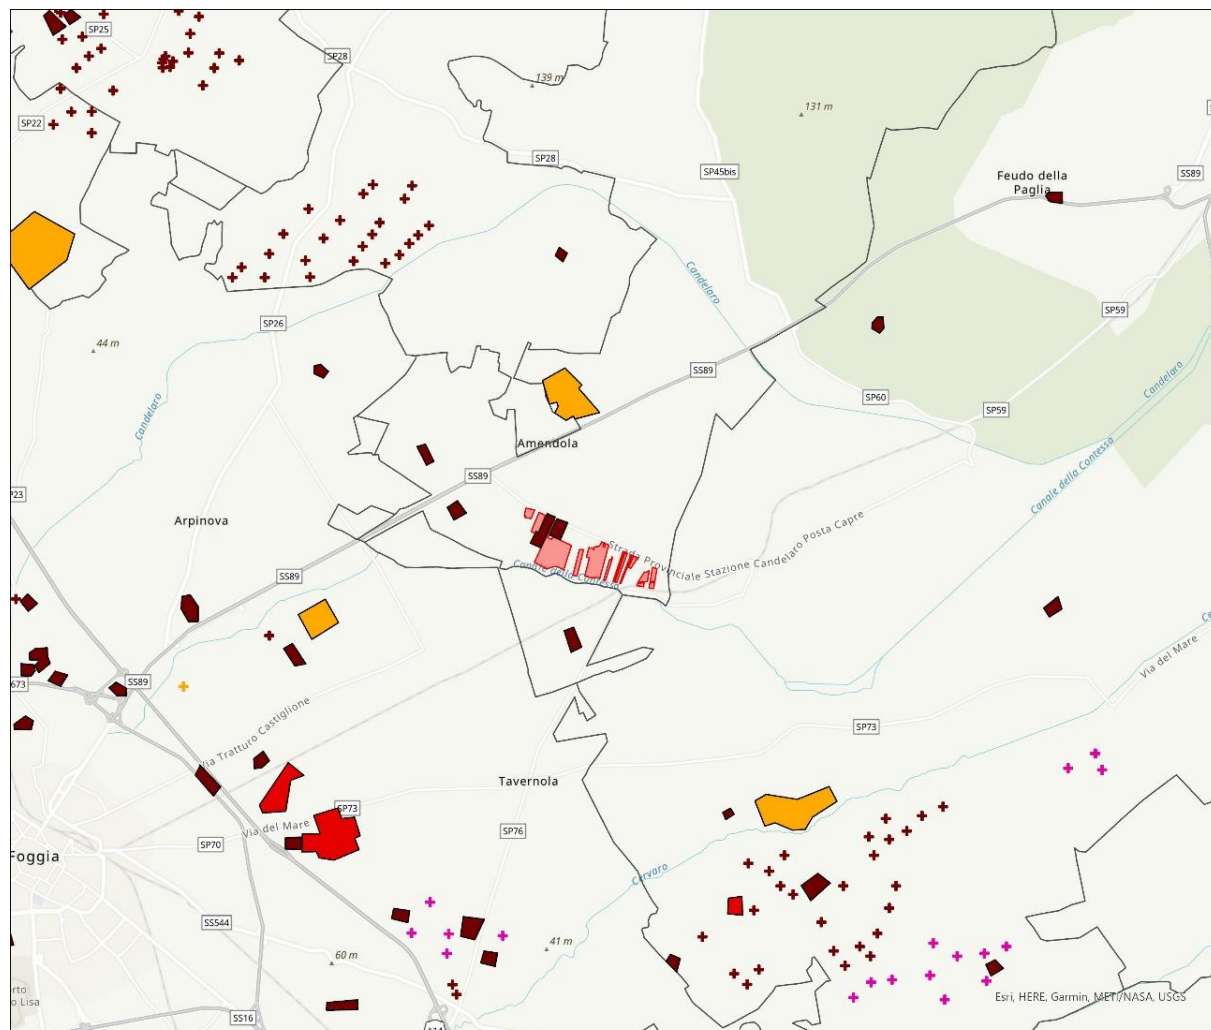 SP25
SP28
139 m
131 m
SP22
SP28
SP45bis
SS89
Feudo della
Paglia
Candelaro
SP59
SP26
44 m
SS89
Candelaro
SP60
SP59
Candelaro
Amendola
Canale della Contessa
SS89
P23
Arpinova
Strada Provinciale Stazione Candelaro Posta Capre
Canale della Contessa
SS89
Via del Mare
SS89
673
Via Tratturo Castiglione
SP73
Tavernola
SP73
Via del Mare
SP76
SP70
Foggia
Cervaro
SS544
41 m
60 m
Lisa
Esri, HERE, Garmin, METI/NASA, USGS
SS16
A14